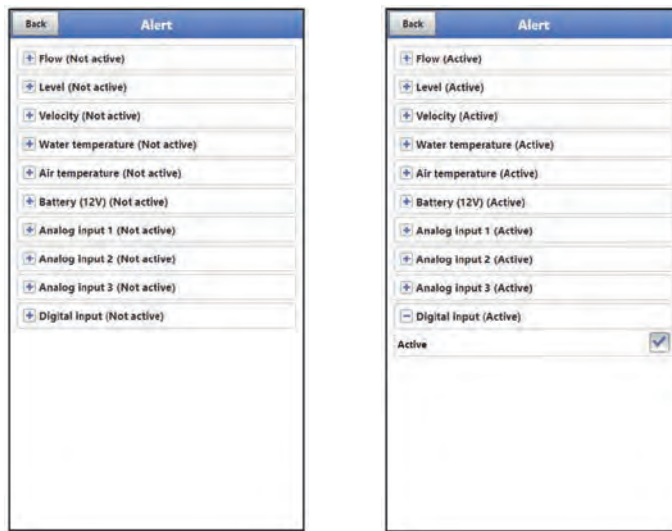 Back
Alert
Flow (Not active)
Level (Not active)
Velocity (Not active)
Water temperature (Not active)
Air temperature (Not active)
Battery (12V) (Not active)
Analog input 1 (Not active)
Analog input 2 (Not active)
Analog input 3 (Not active)
Digital input (Not active)
Back
Alert
Flow (Active)
Level (Active)
Velocity (Active)
Water temperature (Active)
Air temperature (Active)
Battery (12V) (Active)
Analog input 1 (Active)
Analog input 2 (Active)
Analog input 3 (Active)
Digital input (Active)
Active